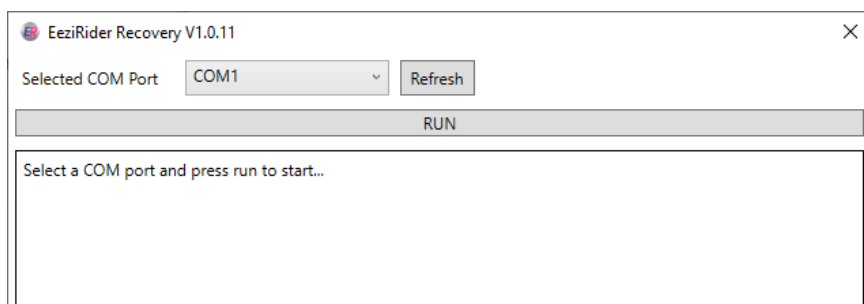 EeziRider Recovery V1.0.11
Selected COM Port COM1 Refresh
RUN
Select a COM port and press run to start...